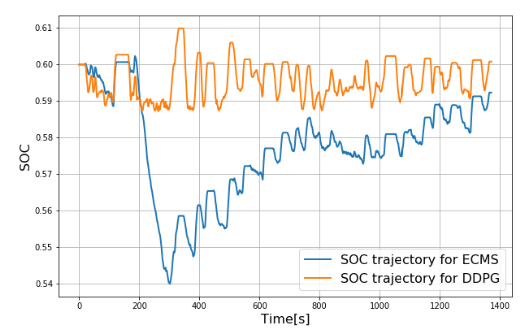 0.61
0.60
0.59
0.58
0.57
0.56
0.55
0.54
SOC
SOC trajectory for ECMS
SOC trajectory for DDPG
0 200 400 600 800 1000 1200 1400
Time[s]